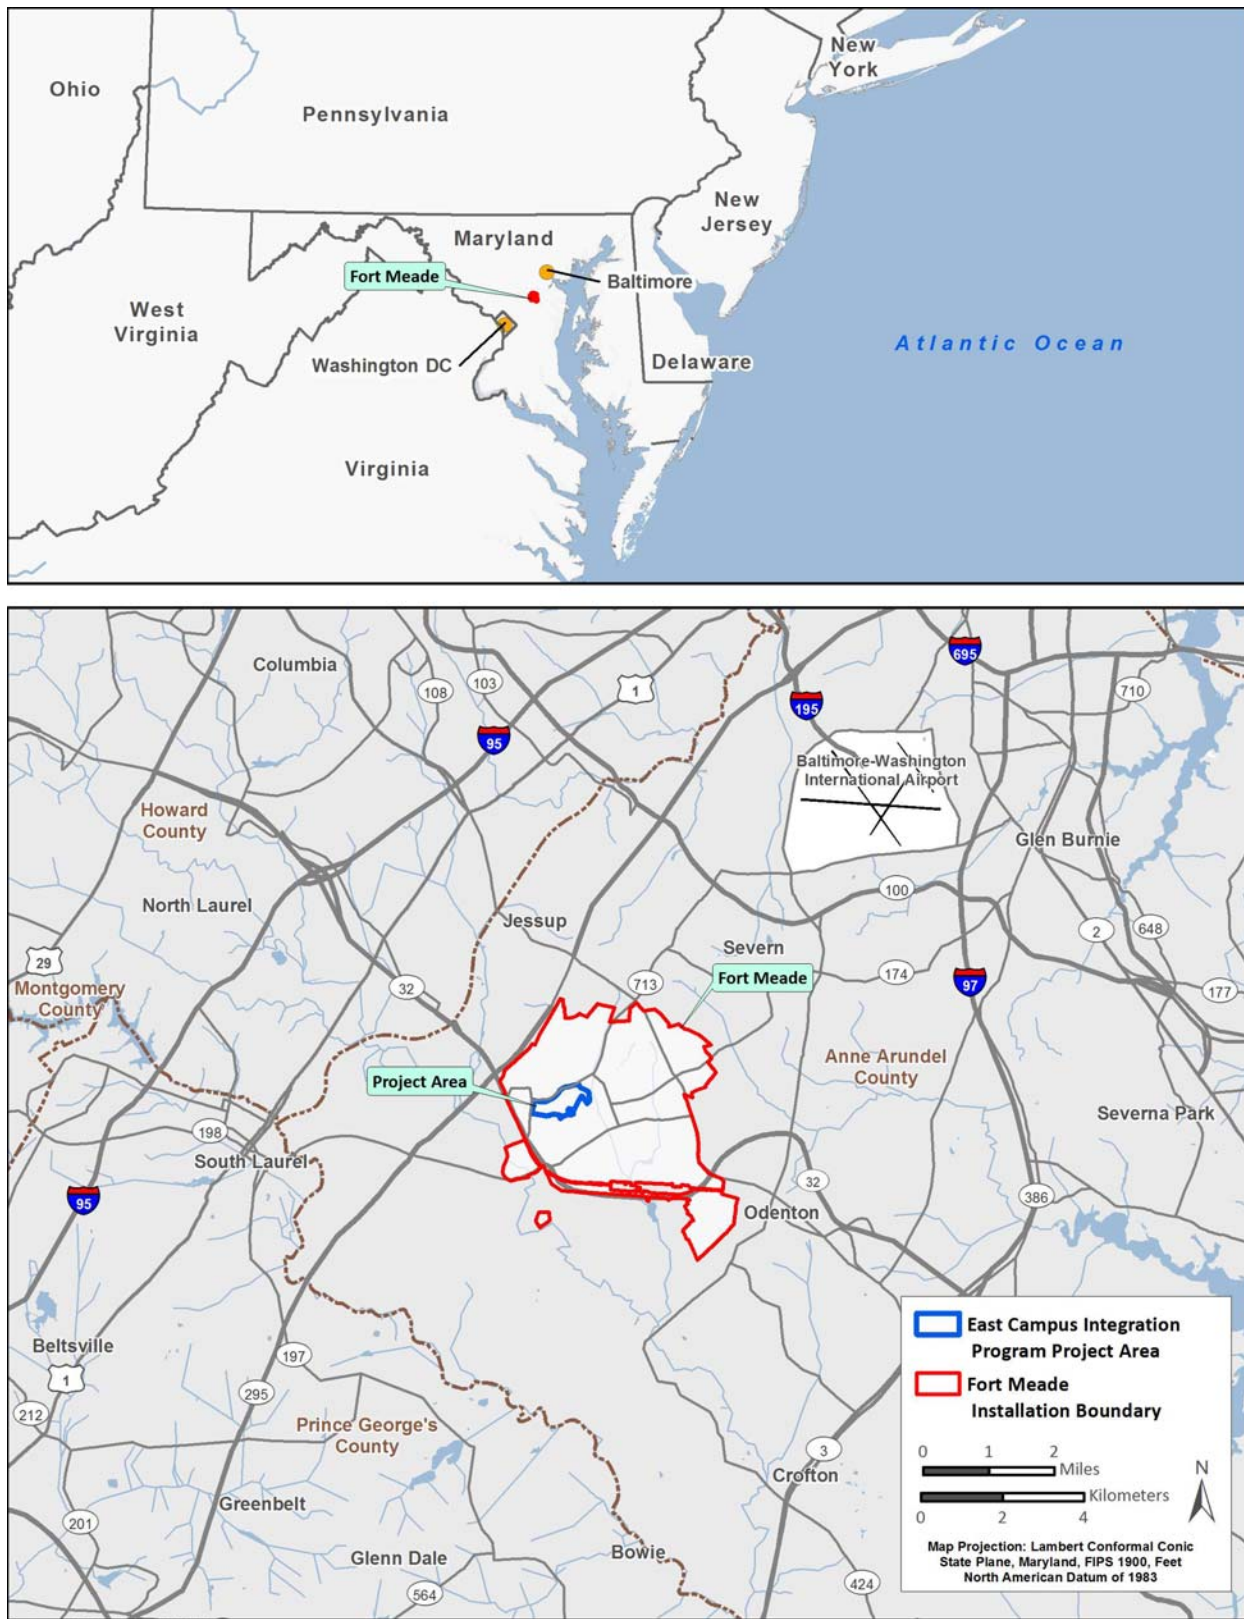 New
York
Ohio
Pennsylvania
New
Jersey
Maryland
Fort Meade
Baltimore
West
Virginia
Atlantic Ocean
Washington DC
Delaware
Virginia
695
Columbia
108
103
1
710
195
95
Baltimore-Washington
International Airport
Howard
County
Glen Burnie
100
North Laurel
Jessup
2
648
Severn
29
713
Fort Meade
174
97
177
32
Montgomery
County
Anne Arundel
County
Project Area
Severna Park
198
South Laurel
32
386
95
Odenton
East Campus Integration
Program Project Area
Beltsville
197
1
295
Fort Meade
Installation Boundary
212
Prince George's
County
3
0 1 2
Miles
N
Crofton
Kilometers
0 2 4
Greenbelt
201
Map Projection: Lambert Conformal Conic
State Plane, Maryland, FIPS 1900, Feet
North American Datum of 1983
Glenn Dale
Bowie
564
424